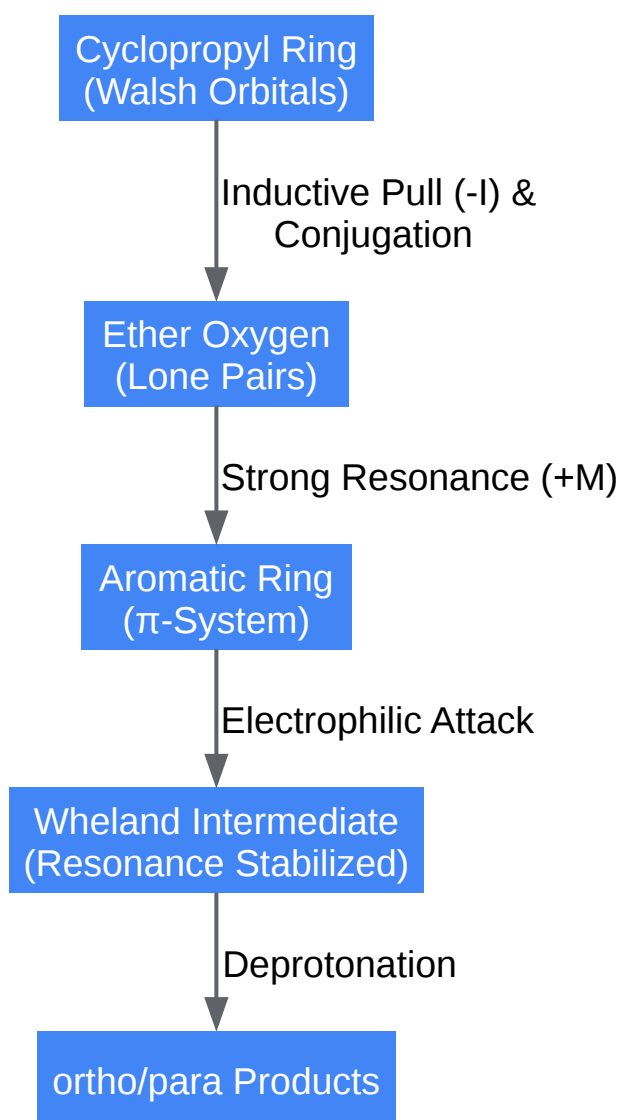 Cyclopropyl Ring
(Walsh Orbitals)
Inductive Pull (-I) &
Conjugation
Ether Oxygen
(Lone Pairs)
Strong Resonance (+M)
Aromatic Ring
(π-System)
Electrophilic Attack
Wheland Intermediate
(Resonance Stabilized)
Deprotonation
ortho/para Products